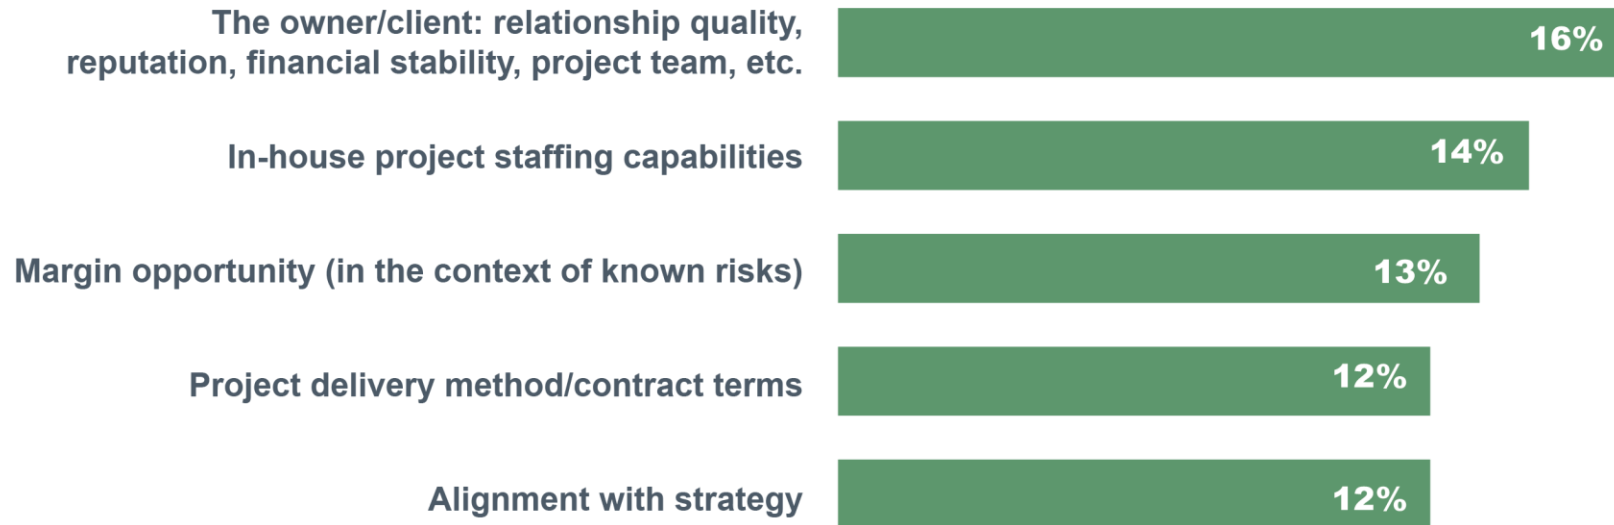 The owner/client: relationship quality,
reputation, financial stability, project team, etc.
16%
In-house project staffing capabilities
14%
Margin opportunity (in the context of known risks)
13%
Project delivery method/contract terms
12%
Alignment with strategy
12%